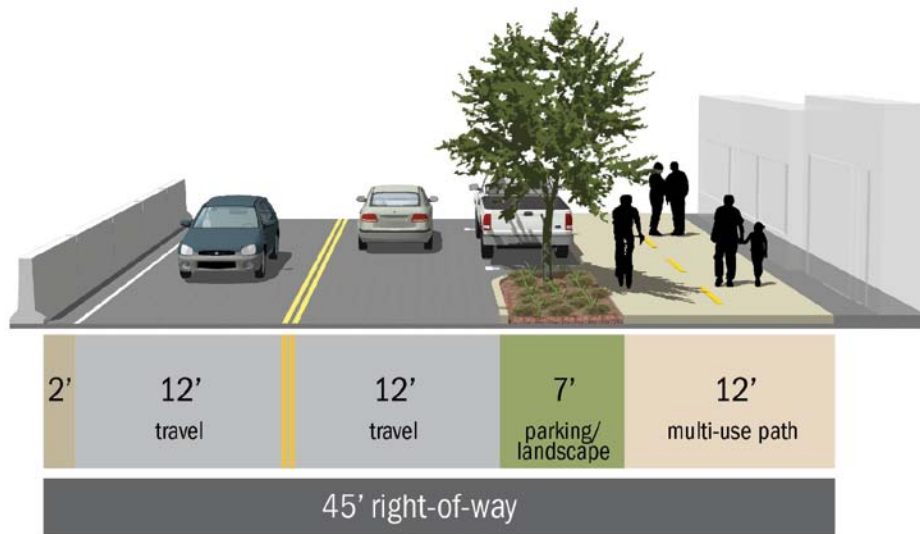 2’
12’
travel
12’
travel
7’
parking/
landscape
12’
multi-use path
45’ right-of-way